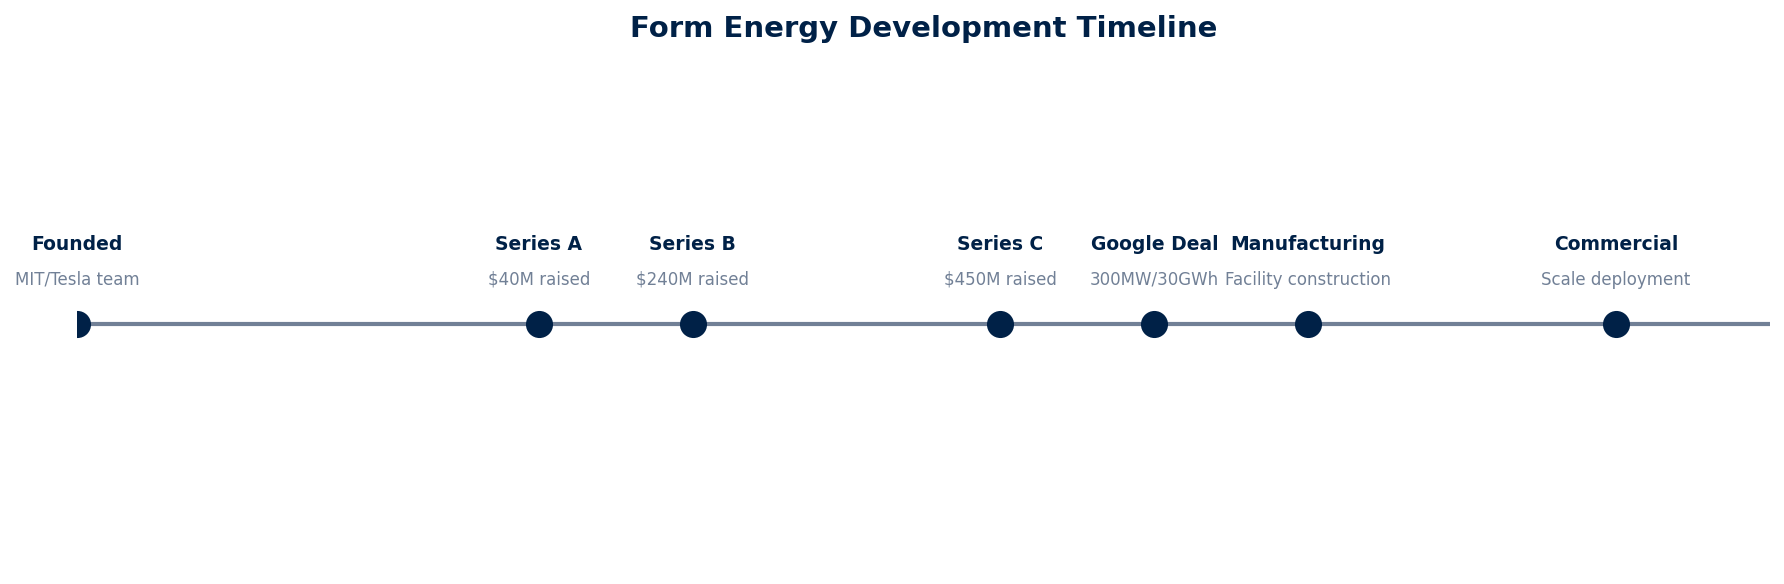 Form Energy Development Timeline
Founded
MIT/Tesla team
Series A
$40M raised
Series B
$240M raised
Series C
$450M raised
Google Deal
300MW/30GWh
Manufacturing
Facility construction
Commercial
Scale deployment